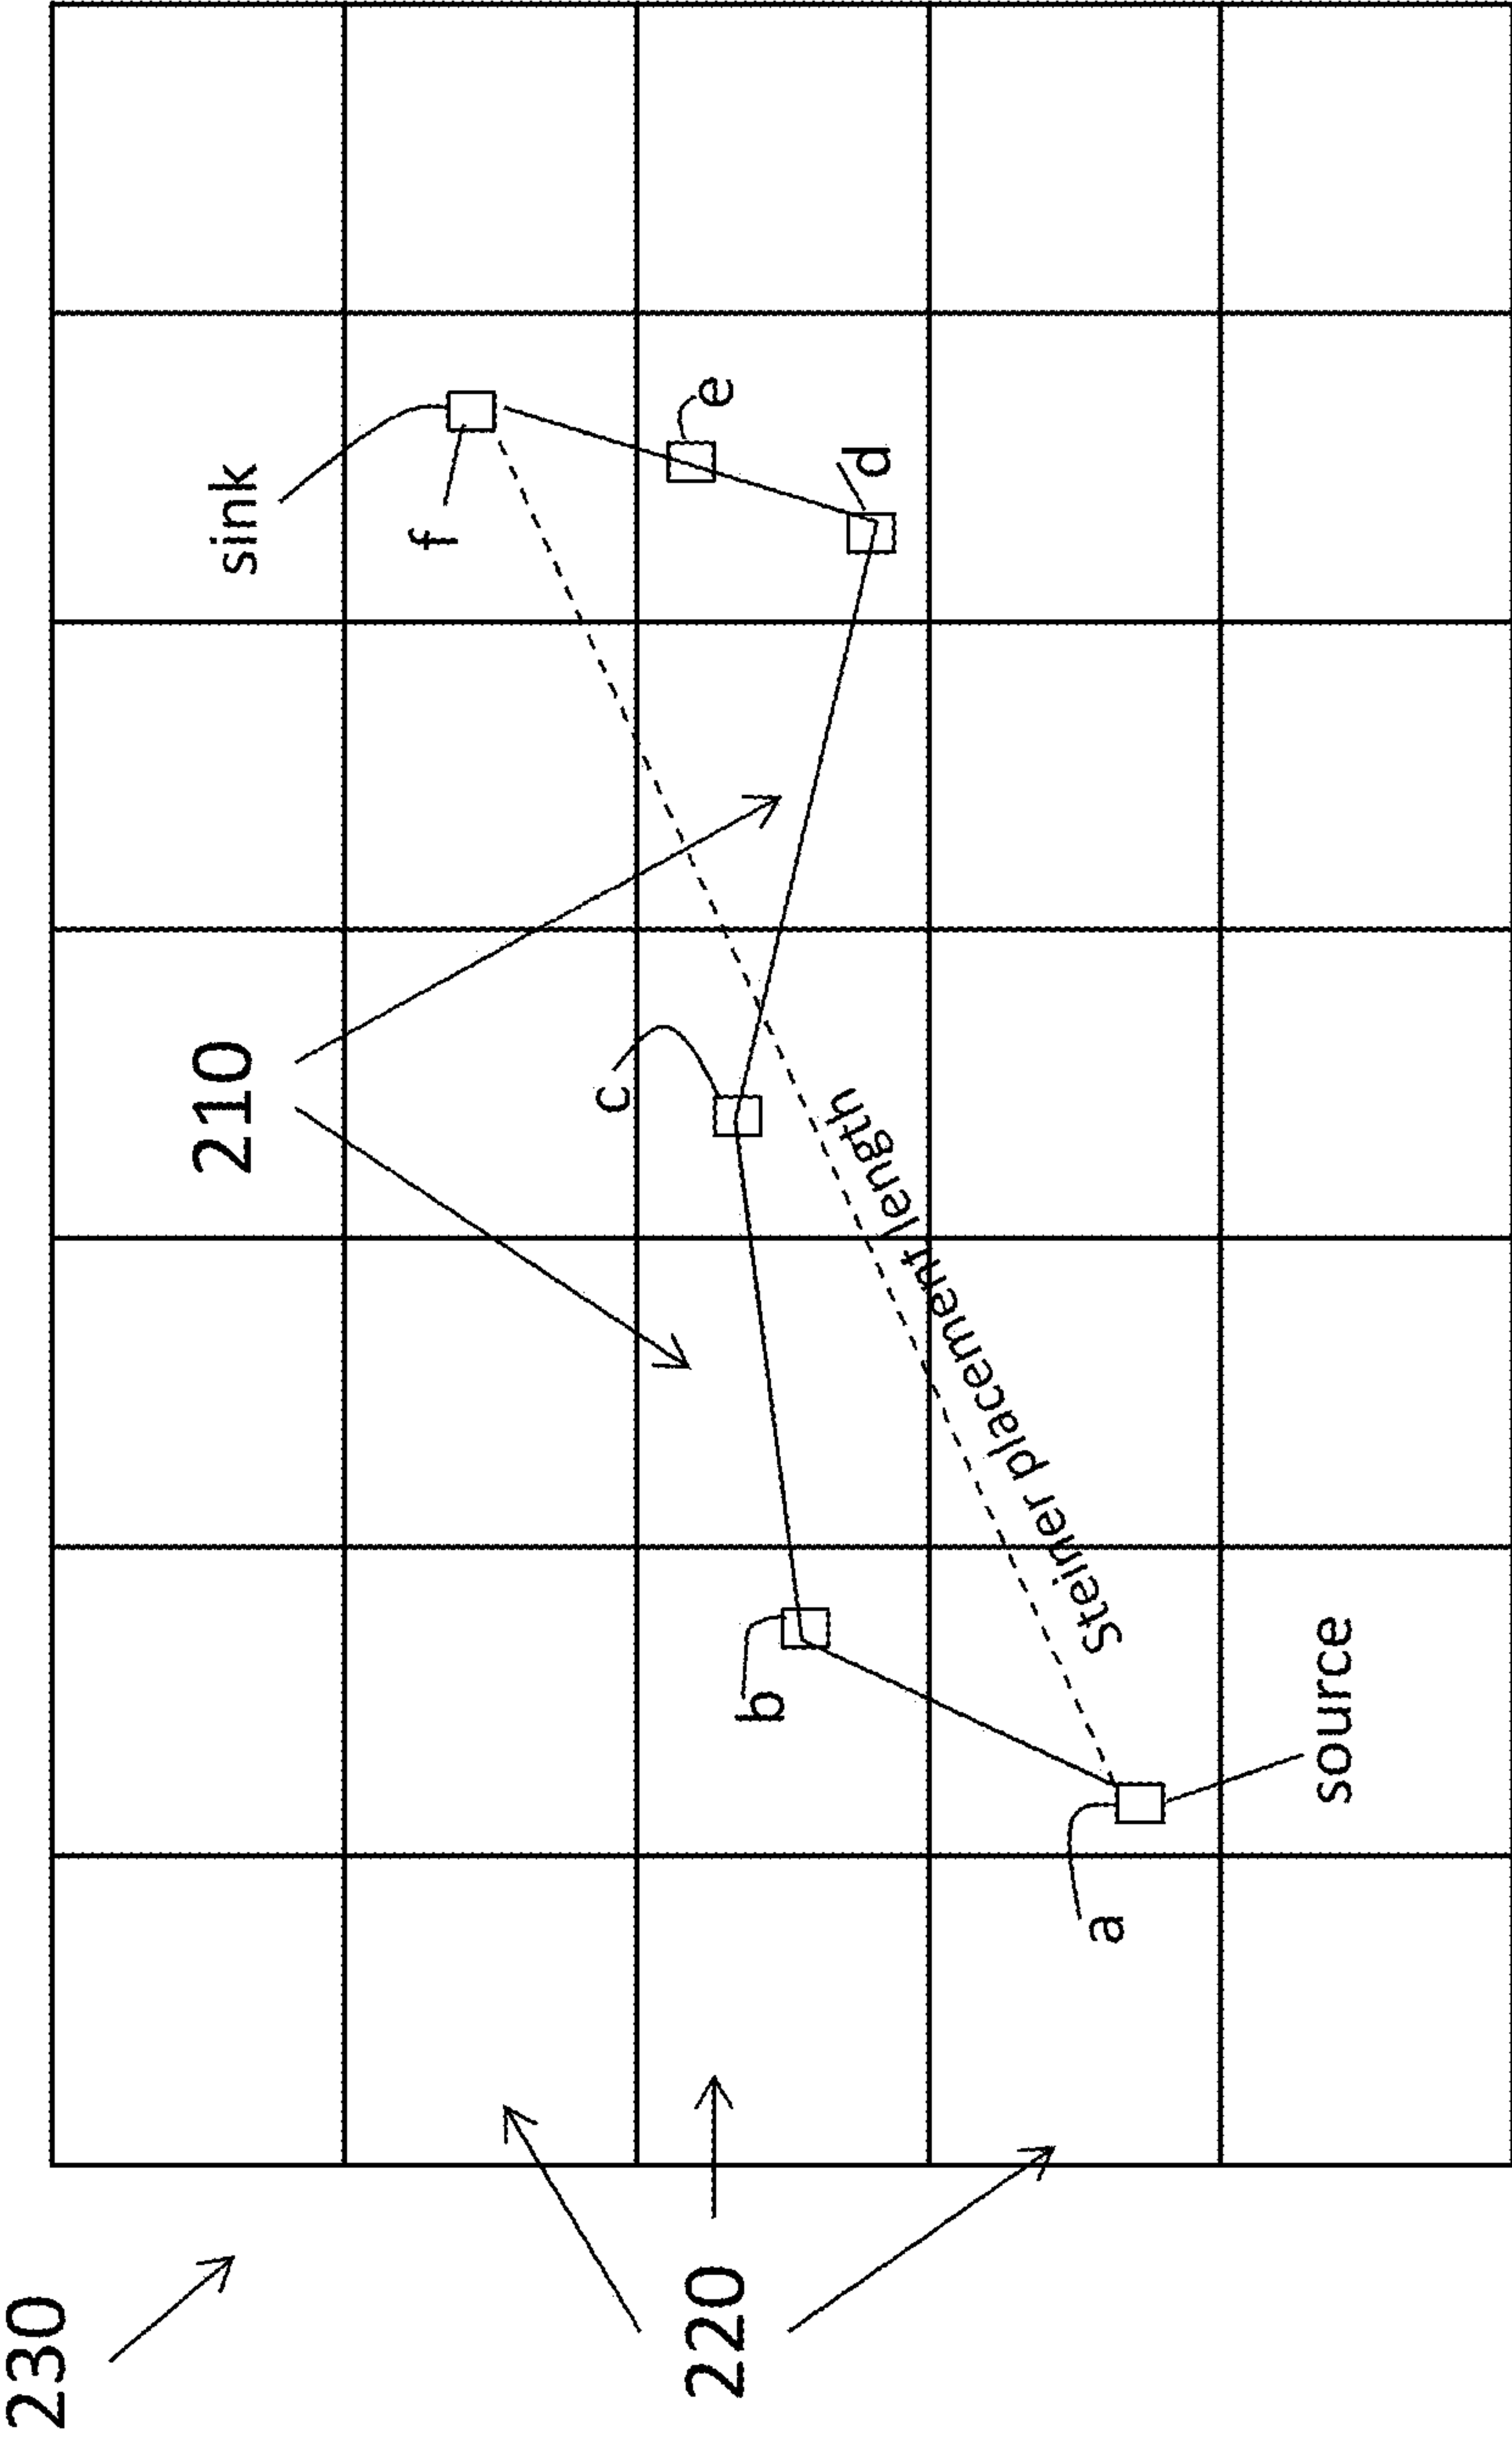 230
220
210
sink
f
e
d
c
b
a
Steiner placement length
source